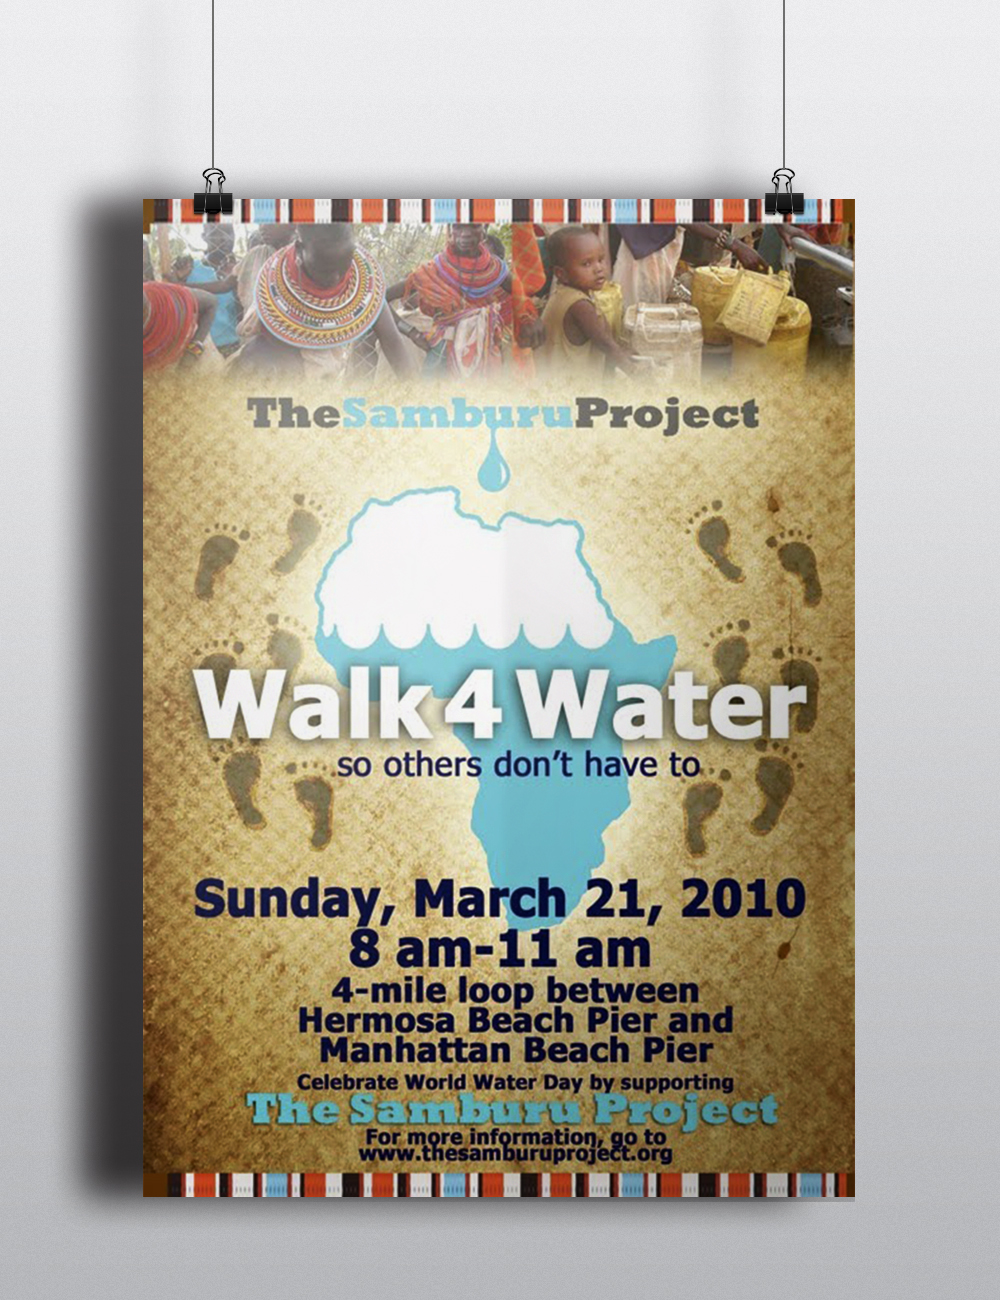 TheSamburuProject
Walk 4 Water
so others don't have to
Sunday, March 21, 2010
8 am-11 am
4-mile loop between
Hermosa Beach Pier and
Manhattan Beach Pier
Celebrate World Water Day by supporting
The Samburu Project
For more information, go to
www.thesamburuproject.org